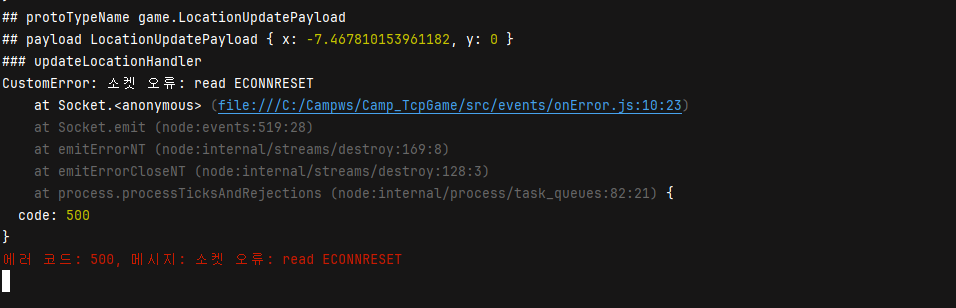 ## protoTypeName game.LocationUpdatePayload
## payload LocationUpdatePayload { x: -7.467810153961182, y: 0 }
### updateLocationHandler
CustomError: 소켓 오류: read ECONNRESET
    at Socket.<anonymous> (file:///C:/Campws/Camp_TcpGame/src/events/onError.js:10:23)
    at Socket.emit (node:events:519:28)
    at emitErrorNT (node:internal/streams/destroy:169:8)
    at emitErrorCloseNT (node:internal/streams/destroy:128:3)
    at process.processTicksAndRejections (node:internal/process/task_queues:82:21) {
  code: 500
}
에러 코드: 500, 메시지: 소켓 오류: read ECONNRESET